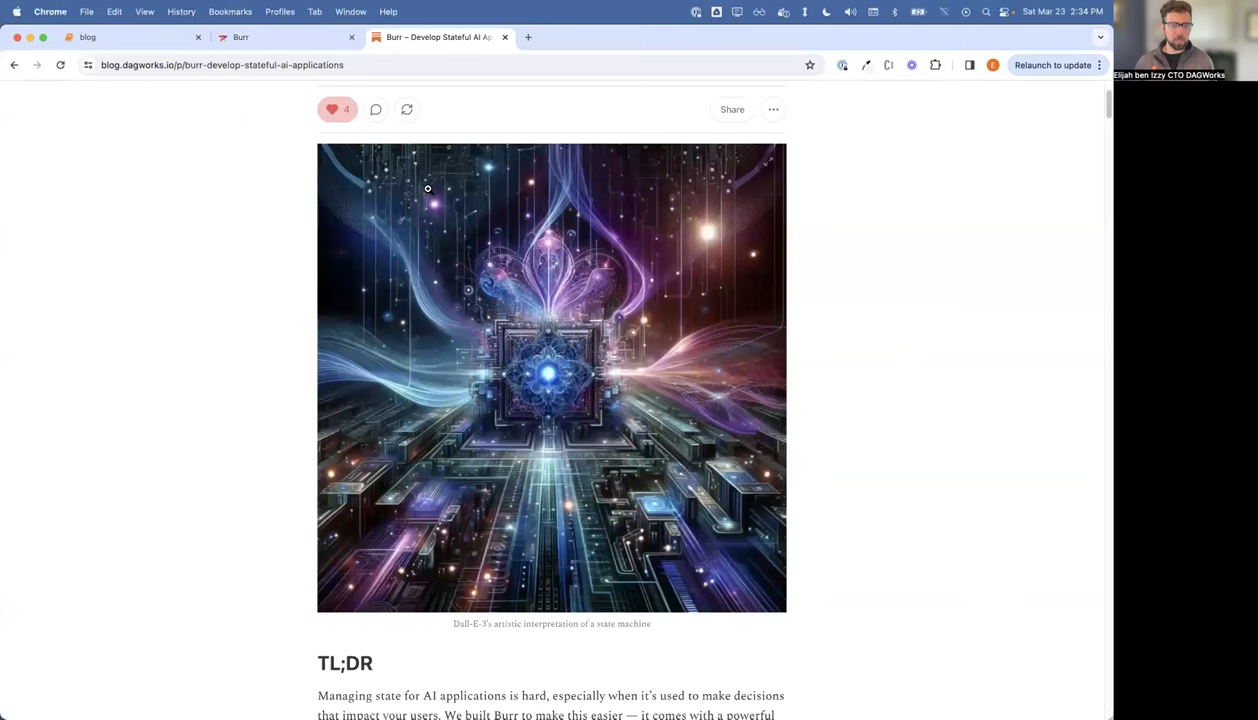 Chrome File Edit View History Bookmarks Profiles Tab Window Help Sat Mar 23 2:34 PM
blog Burr Burr – Develop Stateful AI Ap
blog.dagworks.io/p/burr-develop-stateful-ai-applications E Relaunch to update
Elijah ben Izzy CTO DAGWorks
4 Share
Dall-E-3's artistic interpretation of a state machine
TL;DR
Managing state for AI applications is hard, especially when it's used to make decisions
that impact your users. We built Burr to make this easier — it comes with a powerful